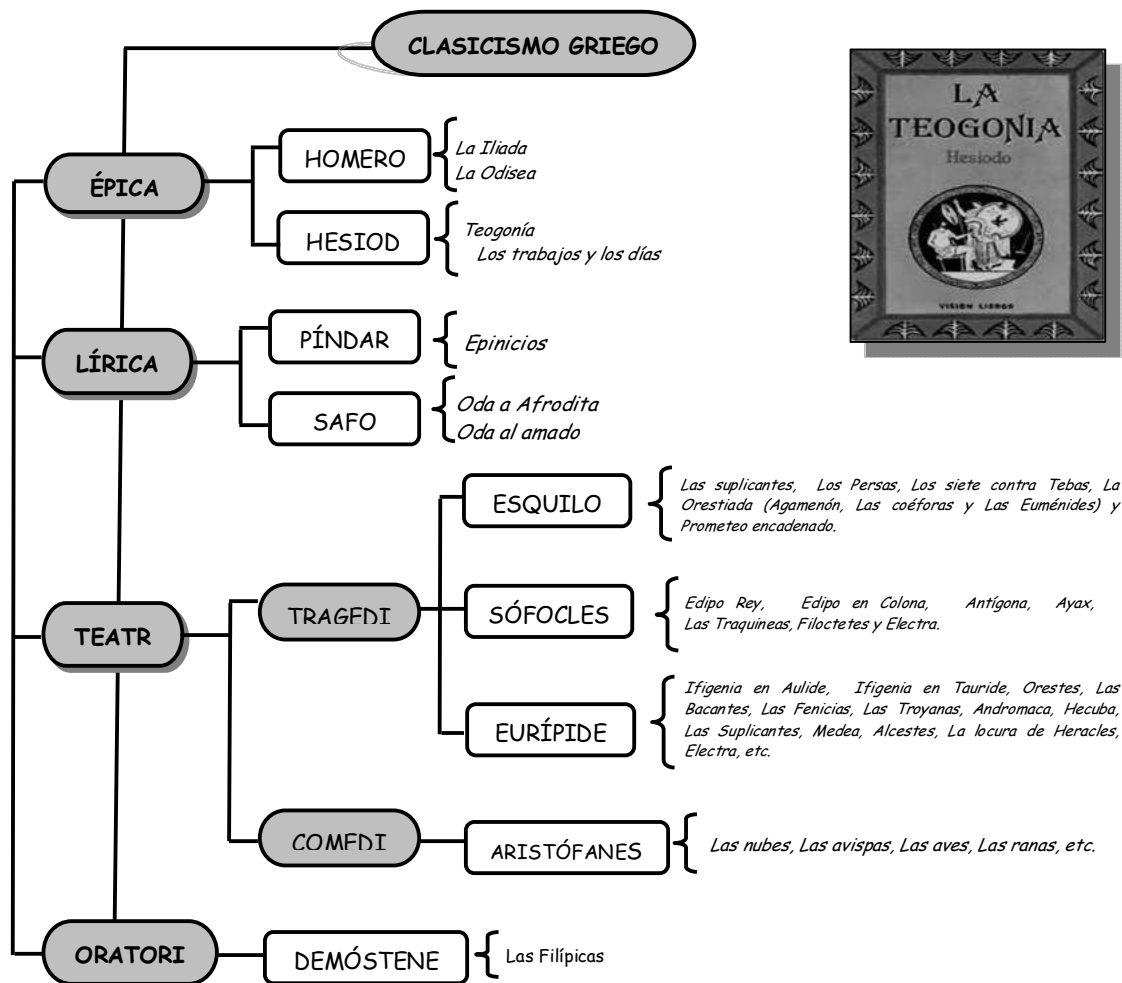 CLASICISMO GRIEGO
LA
TEOGONIA
Hesiodo
VISION LIBROS
ÉPICA
HOMERO
La Iliada
La Odisea
HESIOD
Teogonía
Los trabajos y los días
LÍRICA
PÍNDAR
Epinicios
SAFO
Oda a Afrodita
Oda al amado
TEATR
TRAGEDI
ESQUILO
Las suplicantes, Los Persas, Los siete contra Tebas, La
Orestiada (Agamenón, Las coéforas y Las Euménides) y
Prometeo encadenado.
SÓFOCLES
Edipo Rey, Edipo en Colona, Antígona, Ayax,
Las Traquineas, Filoctetes y Electra.
EURÍPIDE
Ifigenia en Aulide, Ifigenia en Tauride, Orestes, Las
Bacantes, Las Fenicias, Las Troyanas, Andromaca, Hecuba,
Las Suplicantes, Medea, Alcestes, La locura de Heracles,
Electra, etc.
COMEDI
ARISTÓFANES
Las nubes, Las avispas, Las aves, Las ranas, etc.
ORATORI
DEMÓSTENE
Las Filípicas